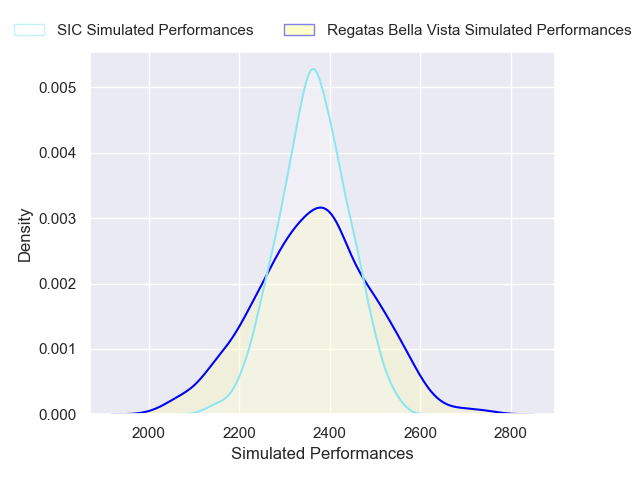 SIC Simulated Performances
Regatas Bella Vista Simulated Performances
Density
0.005
0.004
0.003
0.002
0.001
0.000
2000
2200
2400
2600
2800
Simulated Performances